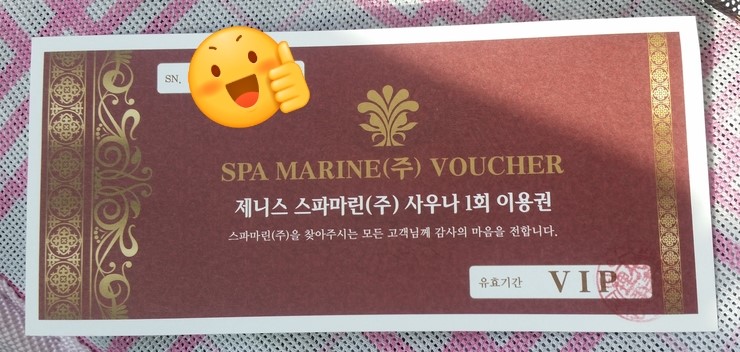 SN.
SPA MARINE(주) VOUCHER
제니스 스파마린(주) 사우나 1회 이용권
스파마린(주)을 찾아주시는 모든 고객님께 감사의 마음을 전합니다.
유효기간 VIP